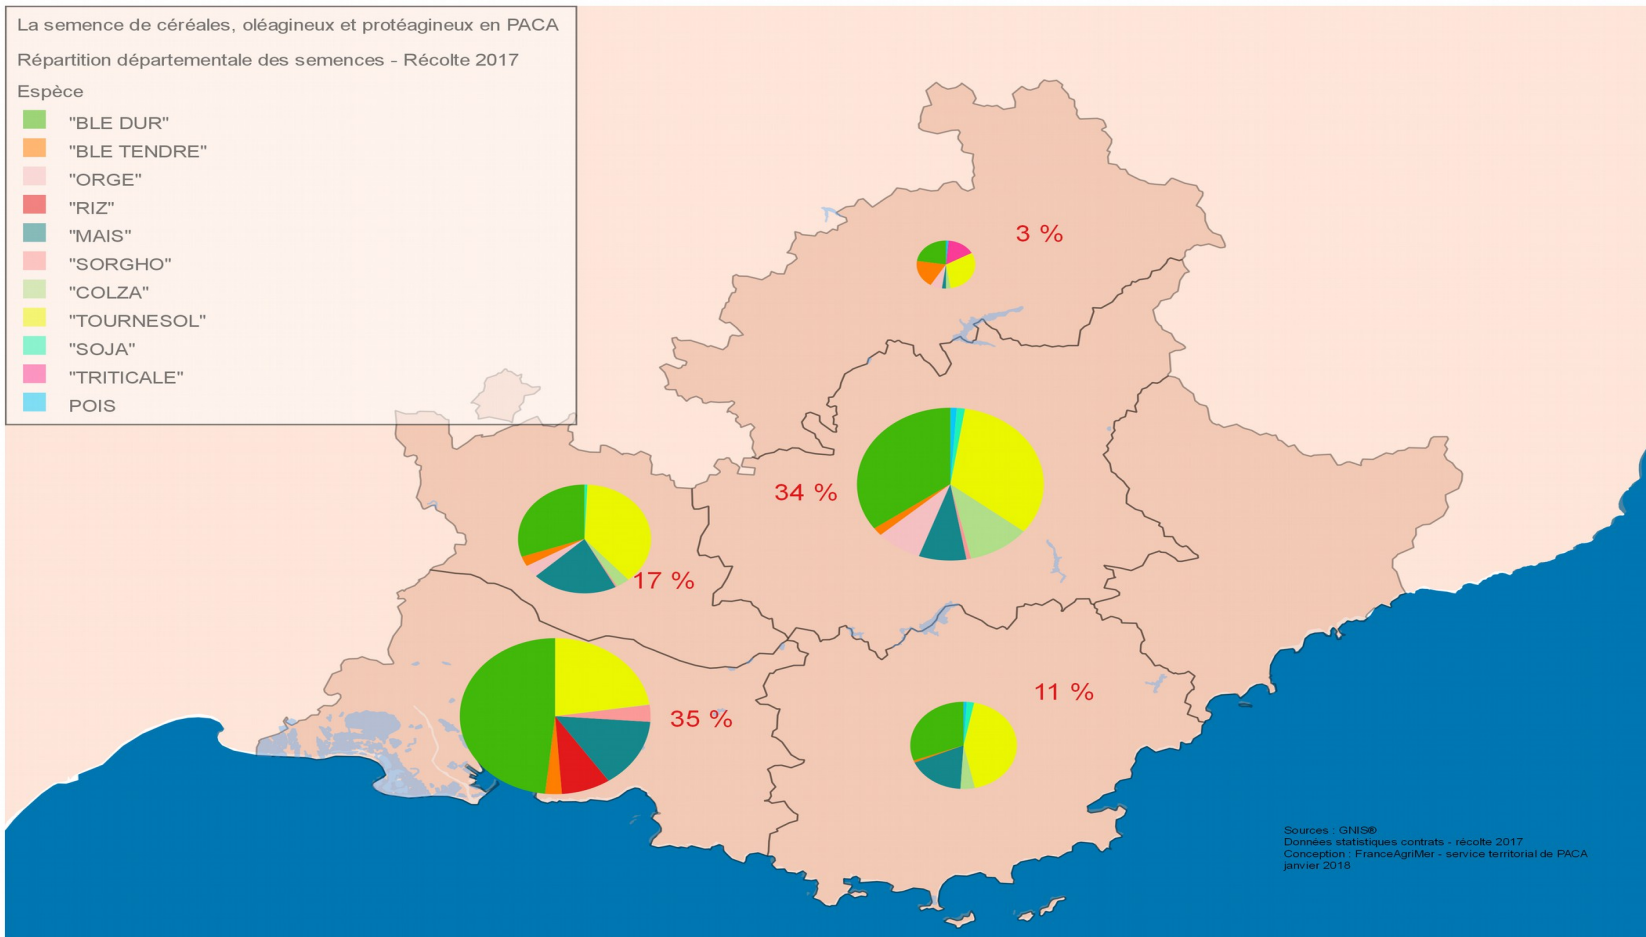 La semence de céréales, oléagineux et protéagineux en PACA
Répartition départementale des semences - Récolte 2017
Espèce
"BLE DUR"
"BLE TENDRE"
"ORGE"
"RIZ"
"MAIS"
"SORGHO"
"COLZA"
"TOURNESOL"
"SOJA"
"TRITICALE"
POIS
3 %
34 %
17 %
35 %
11 %
Sources : GNIS®
Données statistiques contrats - récolte 2017
Conception : FranceAgriMer - service territorial de PACA
janvier 2018